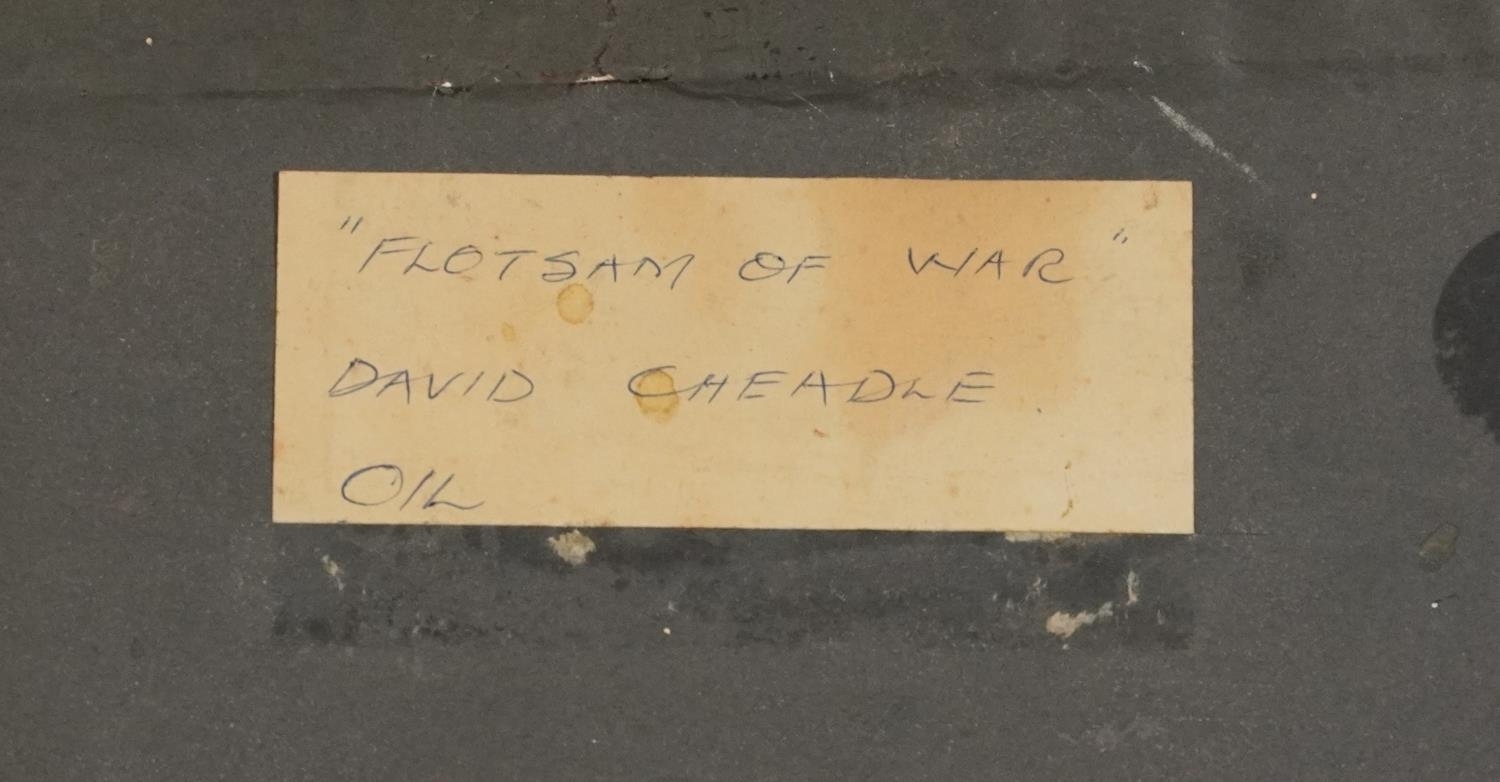 "FLOTSAM OF WAR"
DAVID CHEADLE
OIL